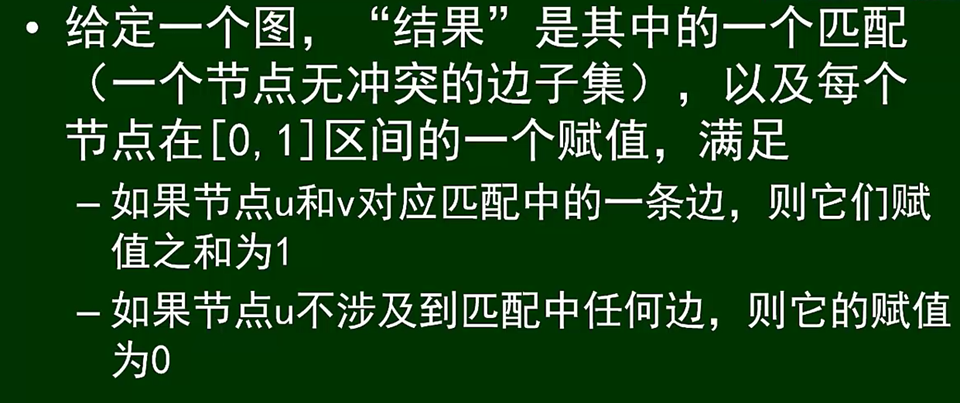 • 给定一个图，“结果”是其中的一个匹配
（一个节点无冲突的边子集），以及每个
节点在[0,1]区间的一个赋值，满足
– 如果节点u和v对应匹配中的一条边，则它们赋
值之和为1
– 如果节点u不涉及到匹配中任何边，则它的赋值
为0